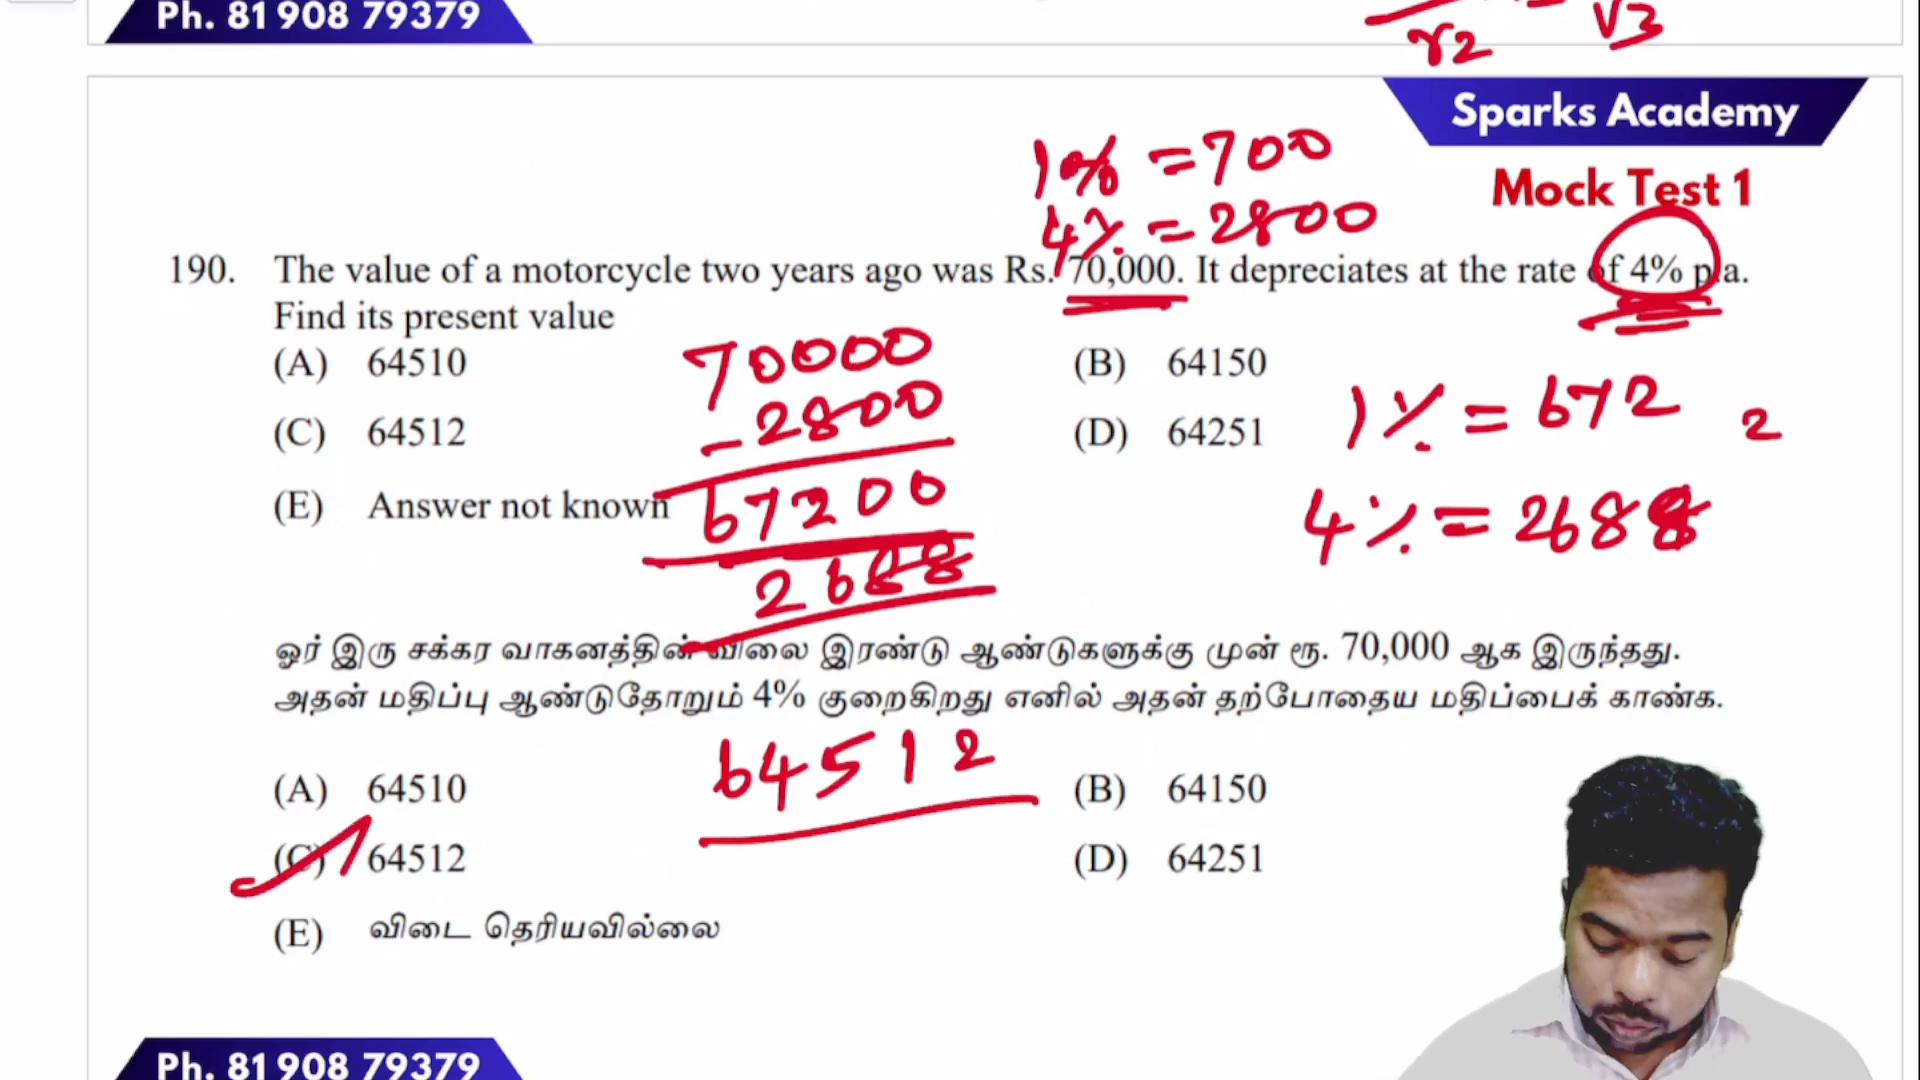 Ph. 81908 79379
r2
√3
Sparks Academy
Mock Test 1
1% = 700
4% = 2800
190. The value of a motorcycle two years ago was Rs. 70,000. It depreciates at the rate of 4% p.a.
Find its present value
(A) 64510
(B) 64150
(C) 64512
(D) 64251
(E) Answer not known
70000
- 2800
67200
2688
1% = 672
2
4% = 2688
ஓர் இரு சக்கர வாகனத்தின் விலை இரண்டு ஆண்டுகளுக்கு முன் ரூ. 70,000 ஆக இருந்தது.
அதன் மதிப்பு ஆண்டுதோறும் 4% குறைகிறது எனில் அதன் தற்போதைய மதிப்பைக் காண்க.
64512
(A) 64510
(B) 64150
(C) 64512
(D) 64251
(E) விடை தெரியவில்லை
Ph. 81908 79379